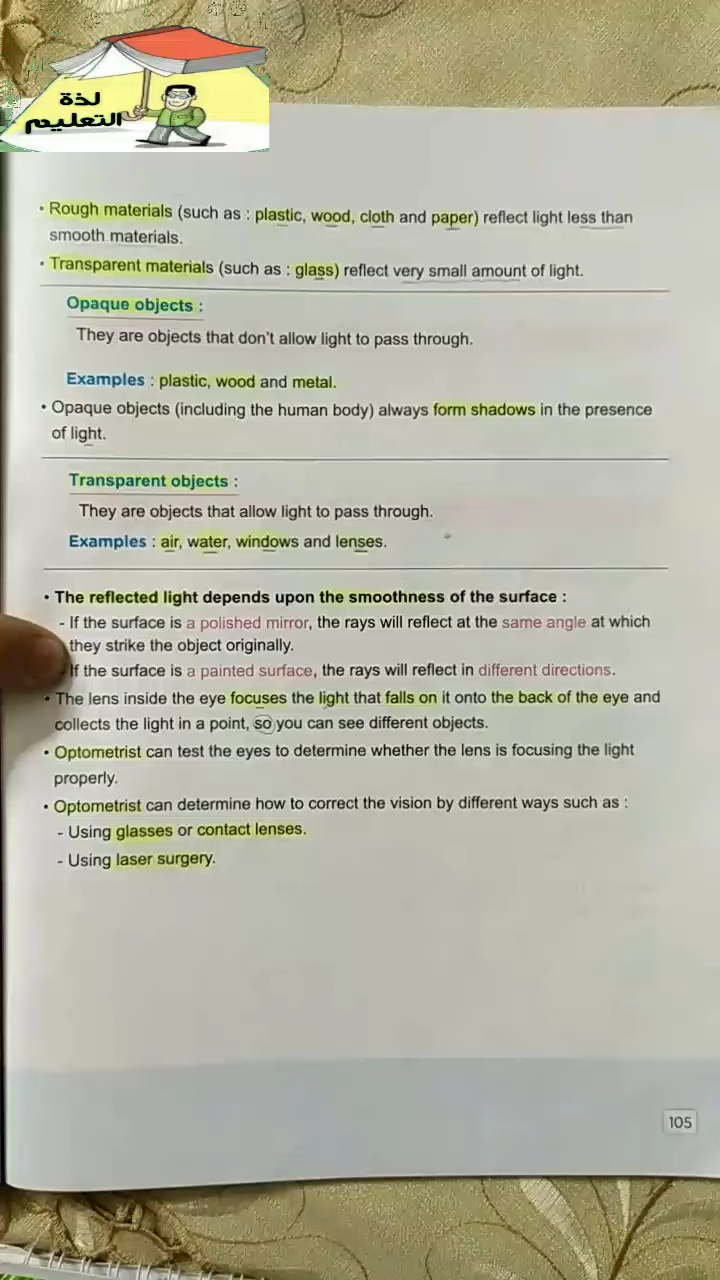 لذة
التعليم
• Rough materials (such as : plastic, wood, cloth and paper) reflect light less than
smooth materials.
• Transparent materials (such as : glass) reflect very small amount of light.
Opaque objects :
They are objects that don't allow light to pass through.
Examples : plastic, wood and metal.
• Opaque objects (including the human body) always form shadows in the presence
of light.
Transparent objects :
They are objects that allow light to pass through.
Examples : air, water, windows and lenses.
• The reflected light depends upon the smoothness of the surface :
- If the surface is a polished mirror, the rays will reflect at the same angle at which
they strike the object originally.
If the surface is a painted surface, the rays will reflect in different directions.
• The lens inside the eye focuses the light that falls on it onto the back of the eye and
collects the light in a point, so you can see different objects.
• Optometrist can test the eyes to determine whether the lens is focusing the light
properly.
• Optometrist can determine how to correct the vision by different ways such as :
- Using glasses or contact lenses.
- Using laser surgery.
105